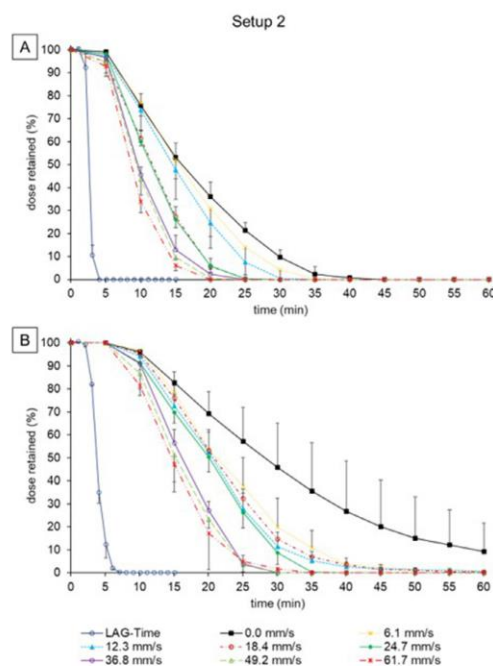 Setup 2
A
dose retained (%)
100
90
80
70
60
50
40
30
20
10
0
0 5 10 15 20 25 30 35 40 45 50 55 60
time (min)
B
dose retained (%)
100
90
80
70
60
50
40
30
20
10
0
0 5 10 15 20 25 30 35 40 45 50 55 60
time (min)
LAG-Time 0.0 mm/s 6.1 mm/s
12.3 mm/s 18.4 mm/s 24.7 mm/s
36.8 mm/s 49.2 mm/s 61.7 mm/s